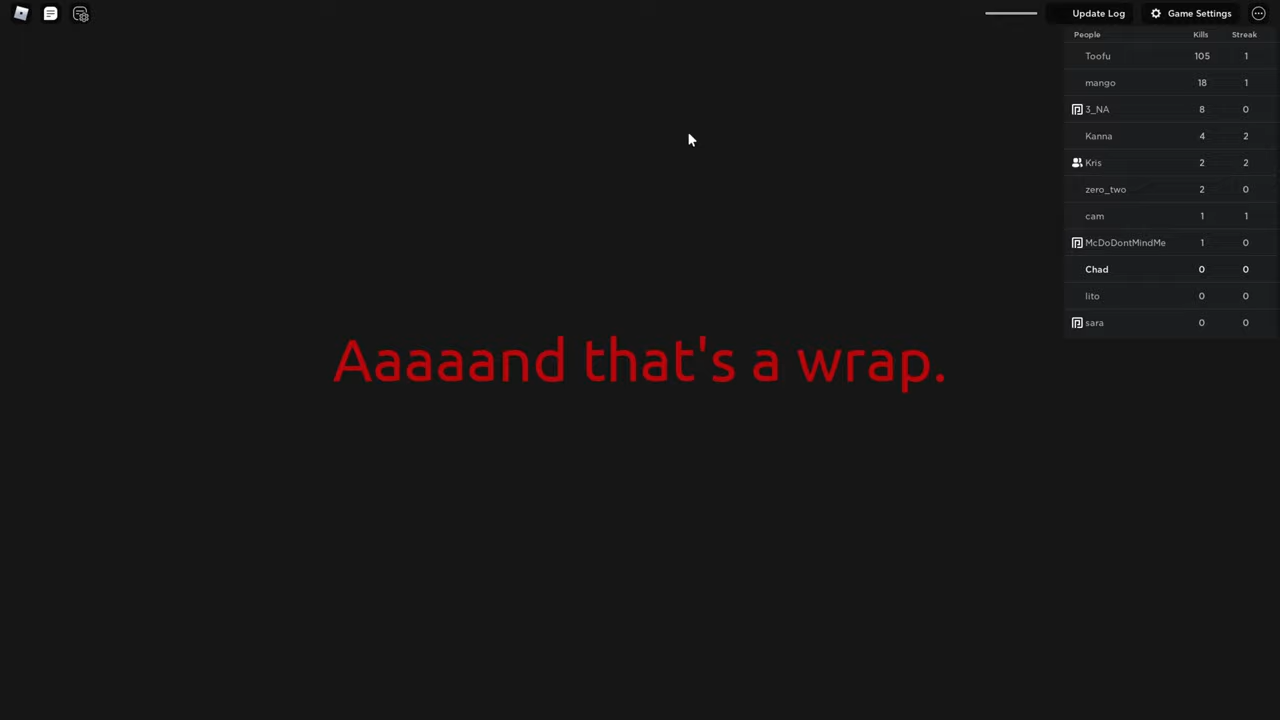 Update Log Game Settings
People Kills Streak
Toofu 105 1
mango 18 1
3_NA 8 0
Kanna 4 2
Kris 2 2
zero_two 2 0
cam 1 1
McDoDontMindMe 1 0
Chad 0 0
lito 0 0
sara 0 0
Aaaaand that's a wrap.